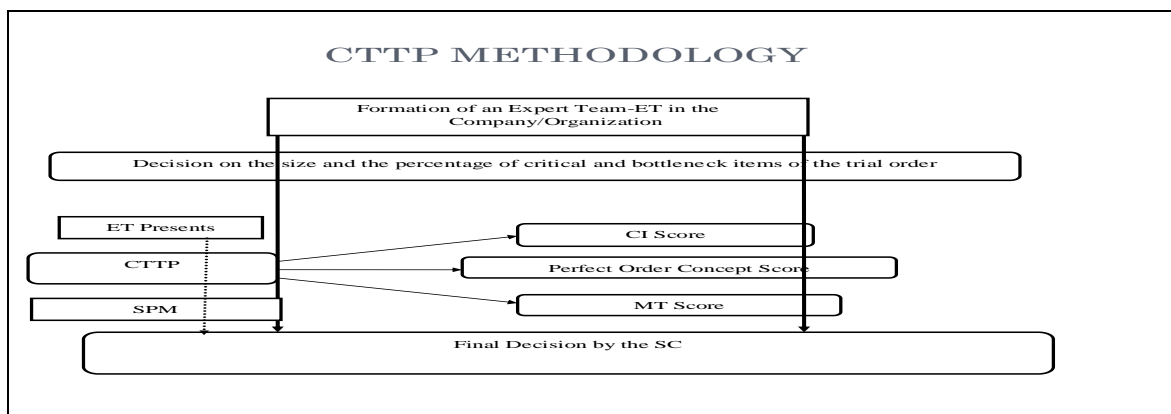 CTTP METHODOLOGY
Formation of an Expert Team-ET in the
Company/Organization
Decision on the size and the percentage of critical and bottleneck items of the trial order
ET Presents
CI Score
CTTP
Perfect Order Concept Score
SPM
MT Score
Final Decision by the SC